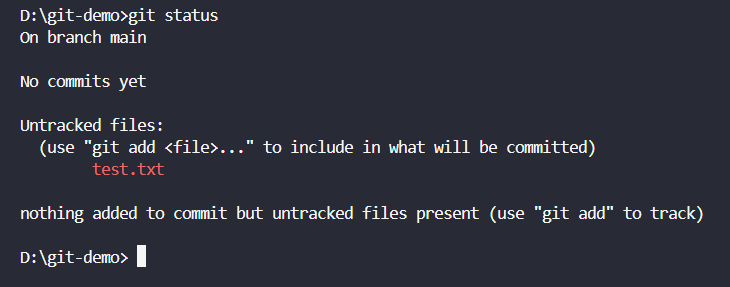 D:\git-demo>git status
On branch main
No commits yet
Untracked files:
(use "git add <file>..." to include in what will be committed)
test.txt
nothing added to commit but untracked files present (use "git add" to track)
D:\git-demo>